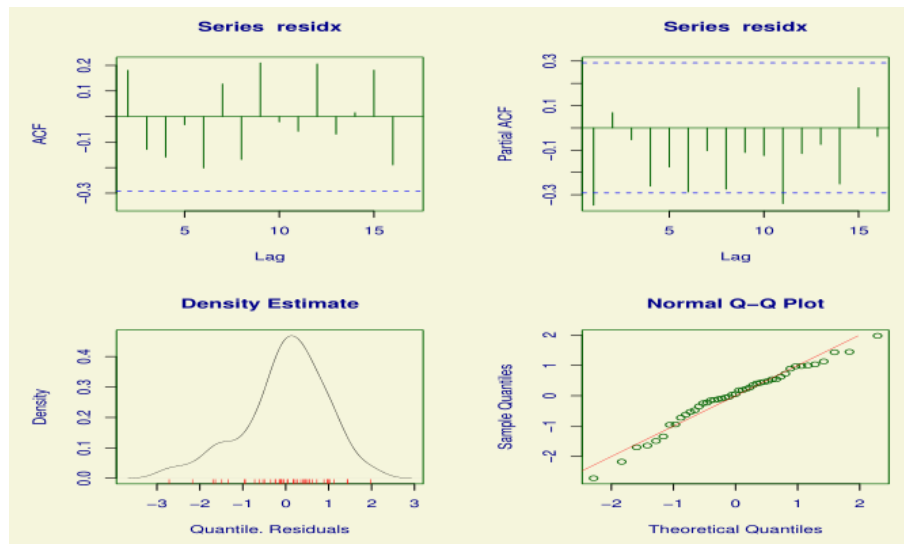 Series residx
ACF
-0.3 -0.1 0.1 0.2
5 10 15
Lag
Series residx
Partial ACF
-0.3 -0.1 0.1 0.3
5 10 15
Lag
Density Estimate
Density
0.0 0.1 0.2 0.3 0.4
-3 -2 -1 0 1 2 3
Quantile. Residuals
Normal Q-Q Plot
Sample Quantiles
-2 -1 0 1 2
-2 -1 0 1 2
Theoretical Quantiles